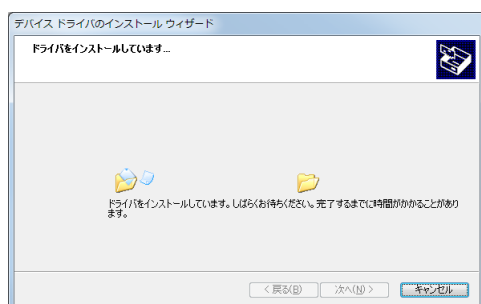 デバイス ドライバのインストール ウィザード
ドライバをインストールしています...
ドライバをインストールしています。しばらくお待ちください。完了するまでに時間がかかることがあり
ます。
< 戻る(B) 次へ(N) > キャンセル